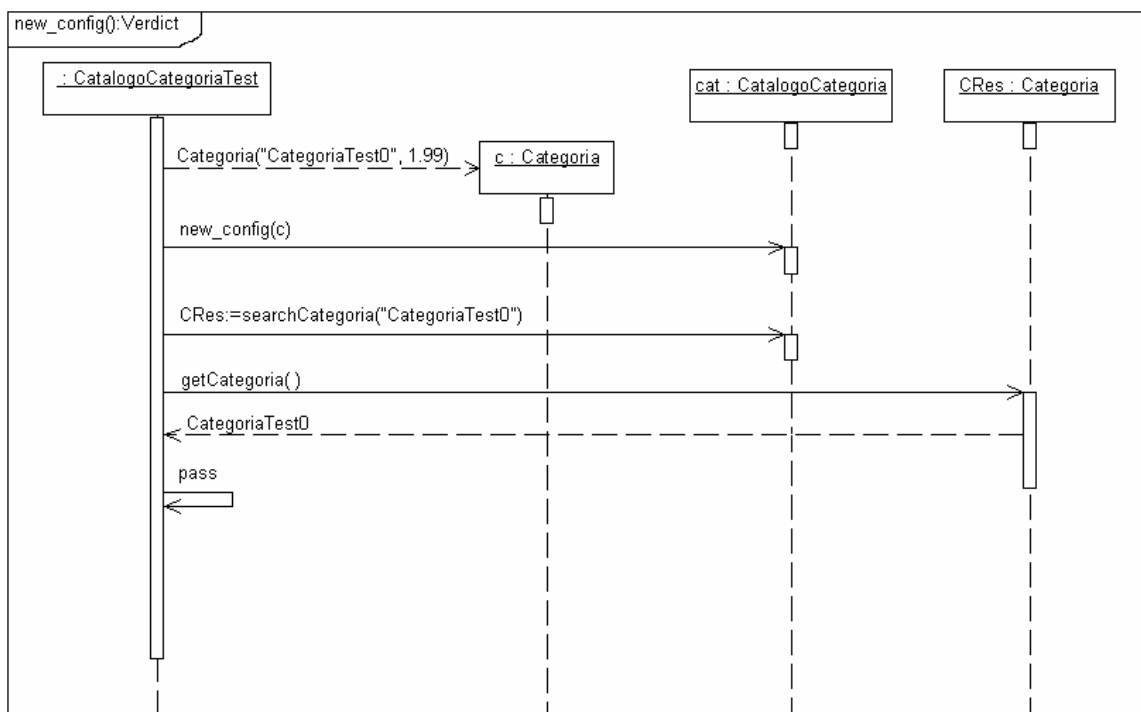 new_config():Verdict
: CatalogoCategoriaTest
cat : CatalogoCategoria
CRes : Categoria
Categoria("CategoriaTest0", 1.99)
c : Categoria
new_config(c)
CRes:=searchCategoria("CategoriaTest0")
getCategoria( )
CategoriaTest0
pass